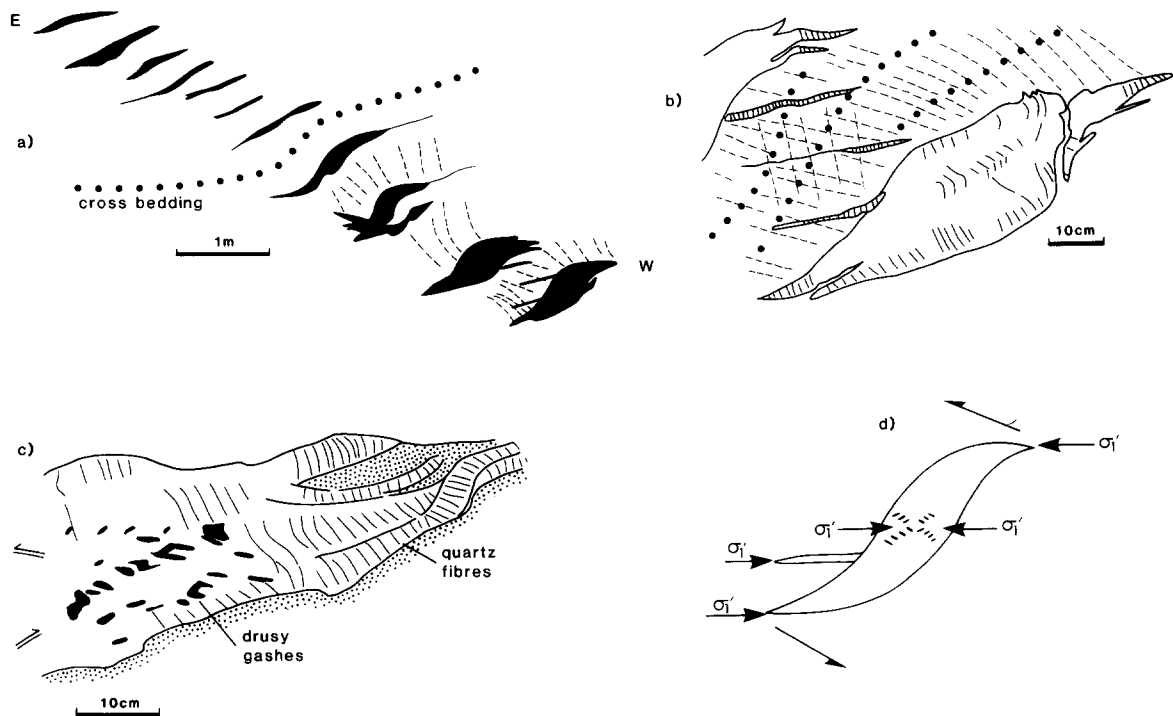 E
a)
cross bedding
1m
W
b)
10cm
c)
quartz
fibres
drusy
gashes
10cm
d)
σ₁'
σ₁'
σ₁'
σ₁'
σ₁'